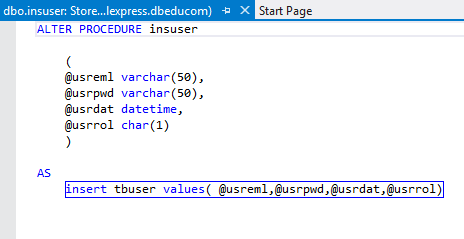 dbo.insuser: Store...lexpress.dbeducom) Start Page
ALTER PROCEDURE insuser
(
@usreml varchar(50),
@usrpwd varchar(50),
@usrdat datetime,
@usrrol char(1)
)
AS
insert tbuser values( @usreml,@usrpwd,@usrdat,@usrrol)